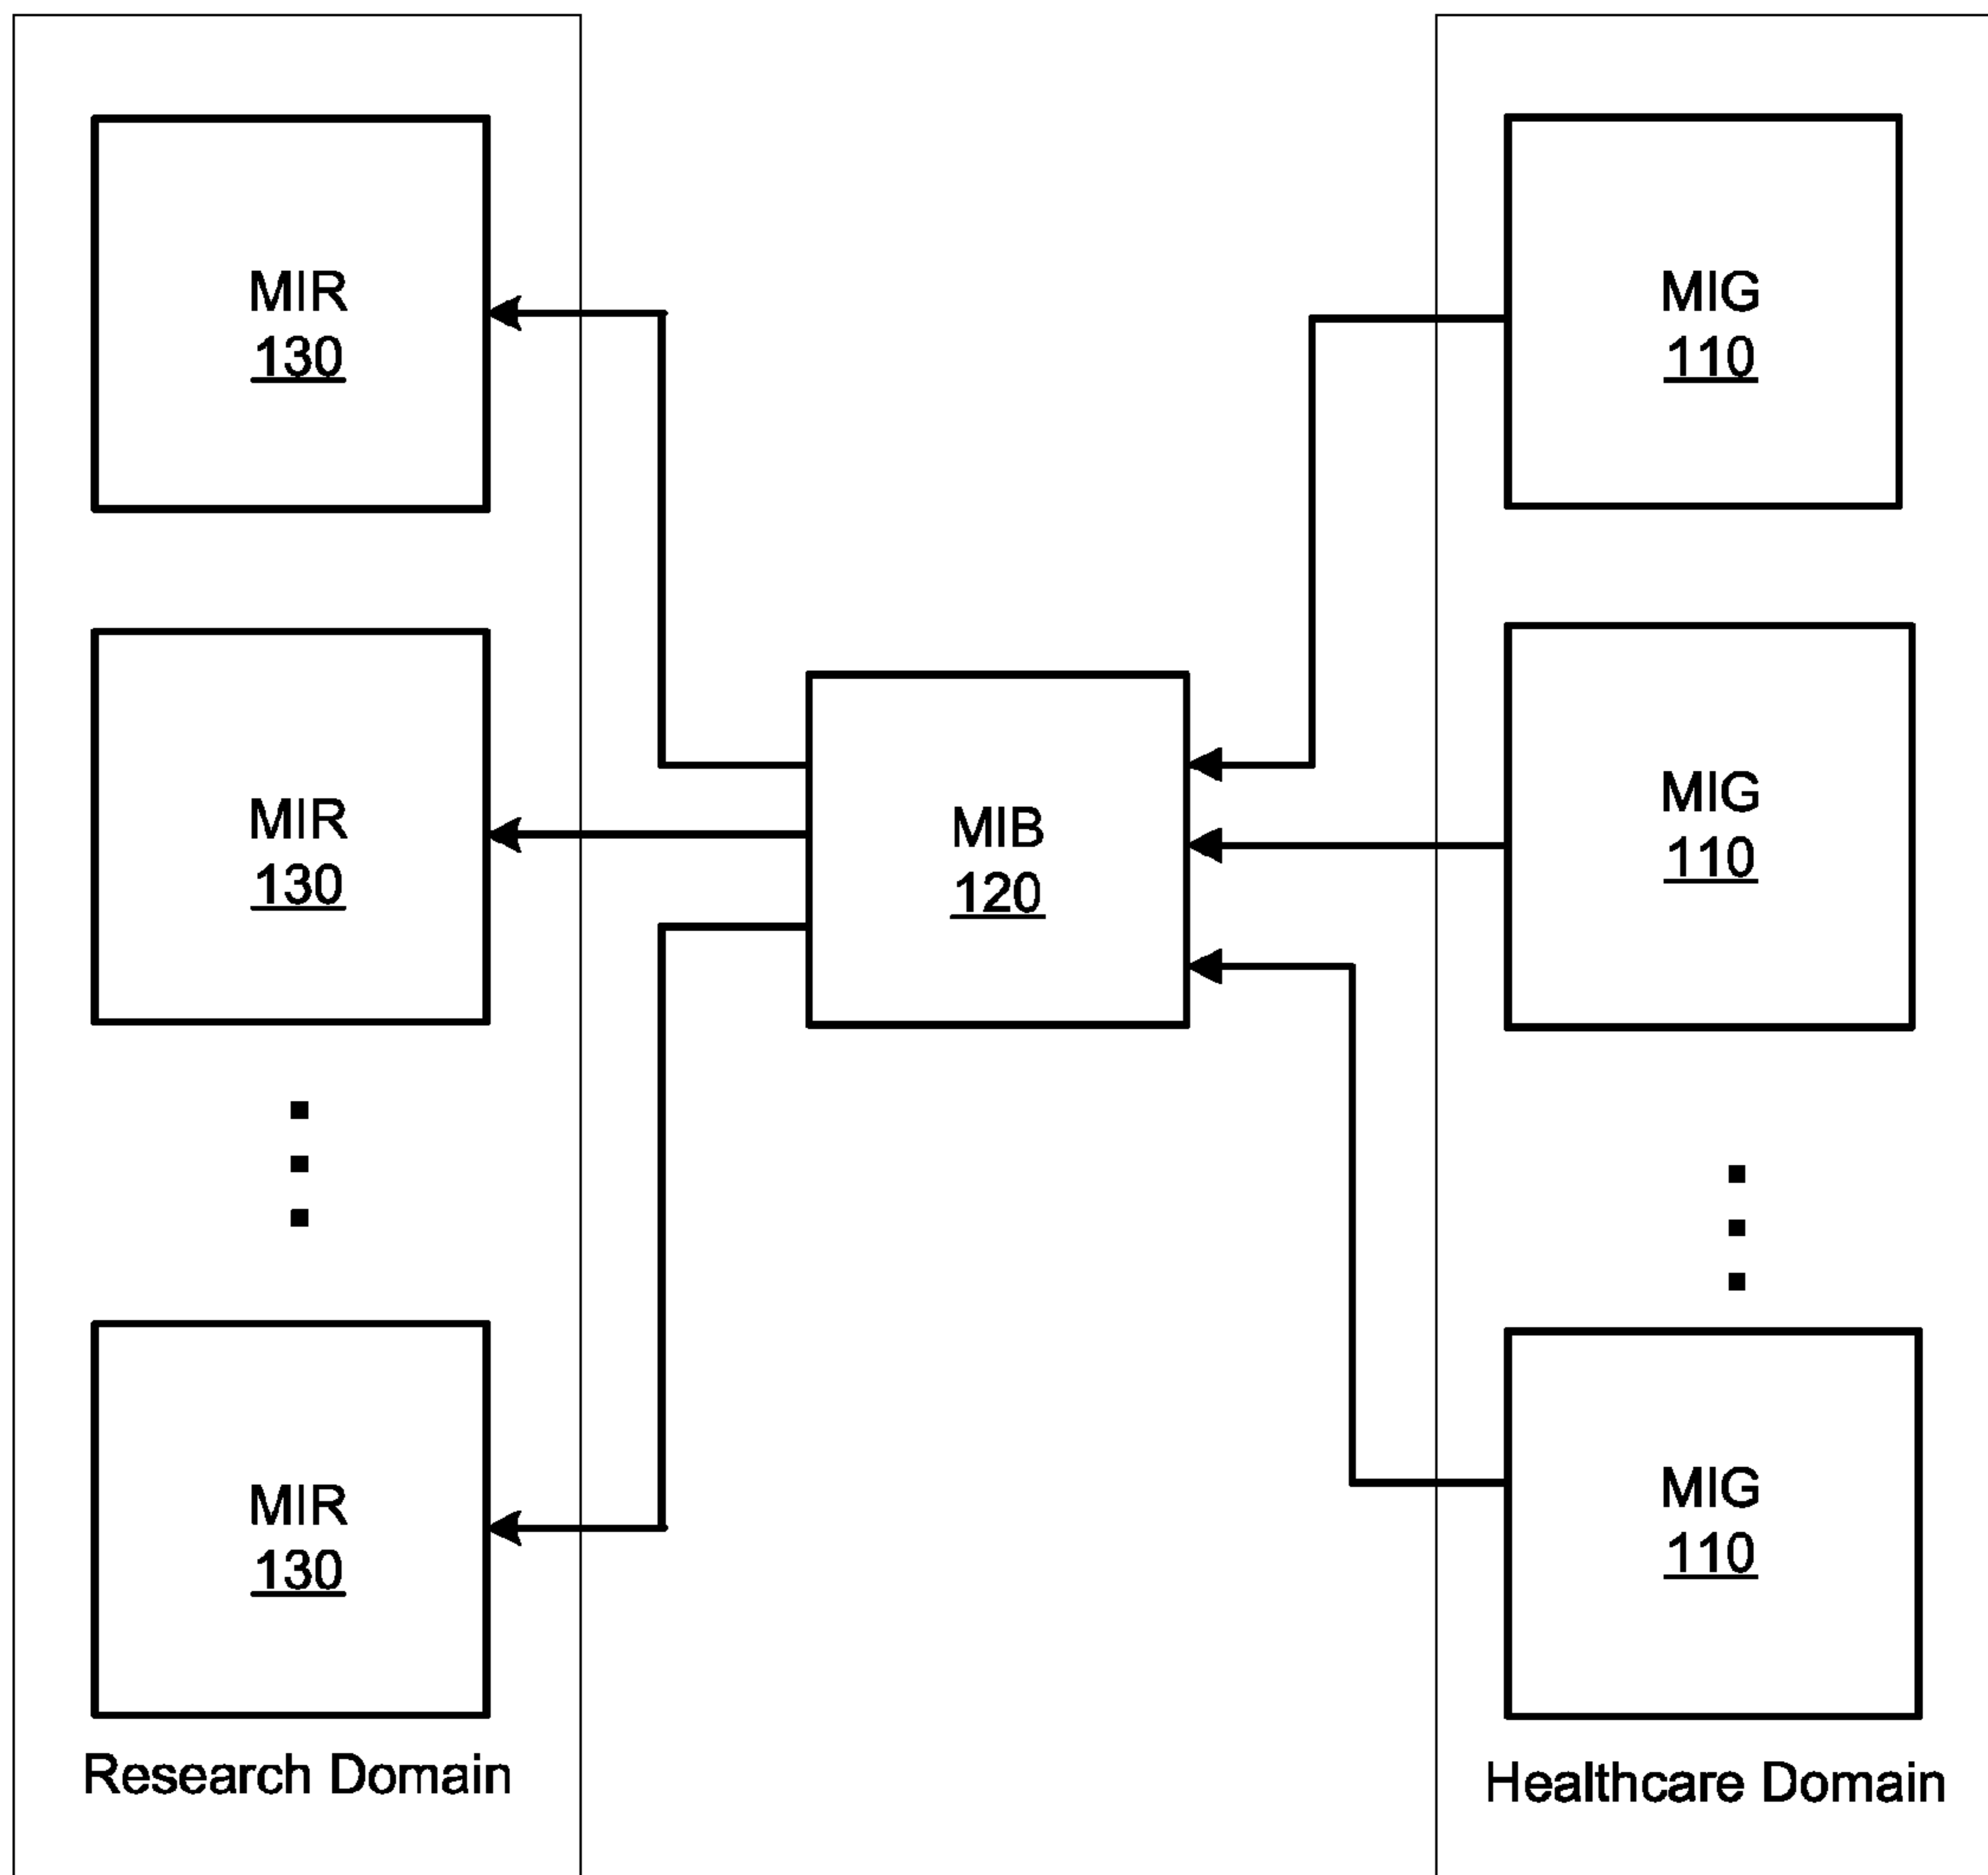 MIR
130
MIR
130
MIR
130
Research Domain
MIB
120
MIG
110
MIG
110
MIG
110
Healthcare Domain